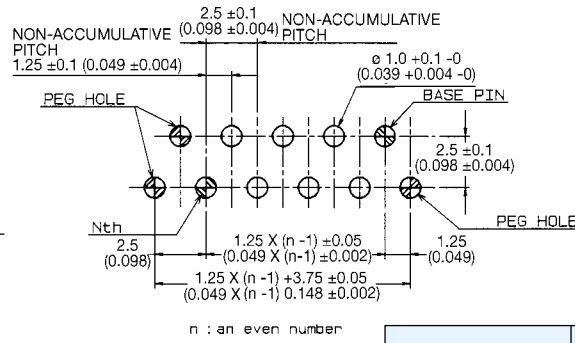 2.5 ±0.1
(0.098 ±0.004)
NON-ACCUMULATIVE
PITCH
NON-ACCUMULATIVE
PITCH
1.25 ±0.1 (0.049 ±0.004)
ø 1.0 +0.1 -0
(0.039 +0.004 -0)
PEG HOLE
BASE PIN
2.5 ±0.1
(0.098 ±0.004)
Nth
PEG HOLE
2.5
(0.098)
1.25 X (n -1) ±0.05
(0.049 X (n-1) ±0.002)
1.25
(0.049)
1.25 X (n -1) +3.75 ±0.05
(0.049 X (n -1) 0.148 ±0.002)
n : an even number